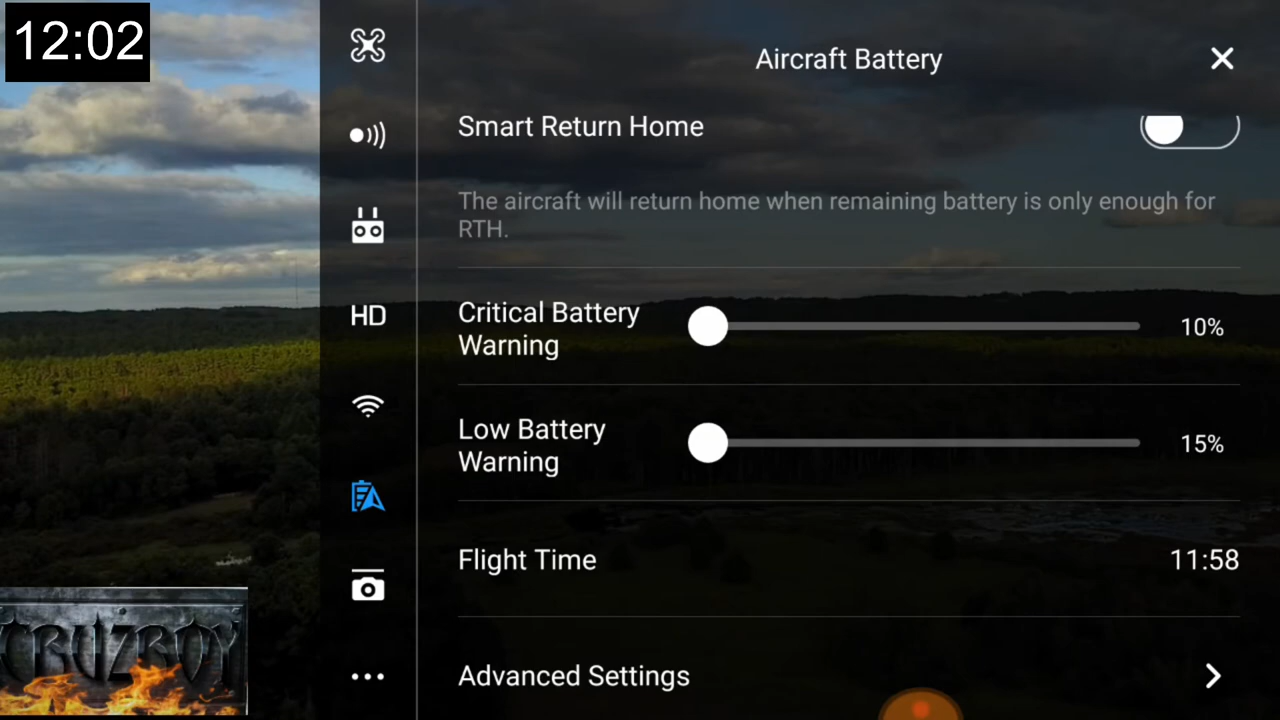 12:02
Aircraft Battery
Smart Return Home
The aircraft will return home when remaining battery is only enough for
RTH.
HD
Critical Battery
Warning
10%
Low Battery
Warning
15%
Flight Time
11:58
CRUZBOY
Advanced Settings